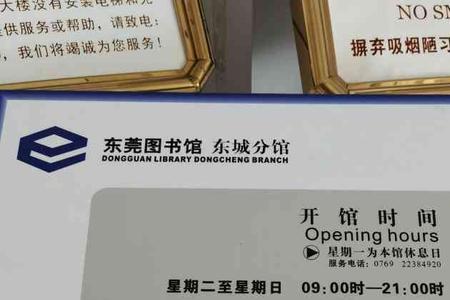 大楼没有安装电梯和无
提供服务或帮助，请致电：
，我们将竭诚为您服务！
NO SM
摒弃吸烟陋习
东莞图书馆 东城分馆
DONGGUAN LIBRARY DONGCHENG BRANCH
开馆时间
Opening hours
星期一为本馆休息日
服务电话：0769 22384920
星期二至星期日 09:00时—21:00时